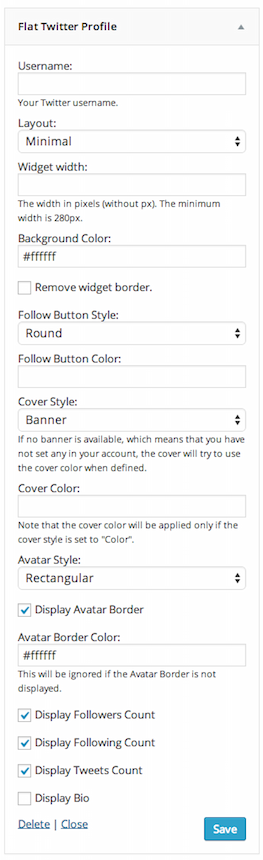 Flat Twitter Profile
Username:
Your Twitter username.
Layout:
Minimal
Widget width:
The width in pixels (without px). The minimum
width is 280px.
Background Color:
#ffffff
Remove widget border.
Follow Button Style:
Round
Follow Button Color:
Cover Style:
Banner
If no banner is available, which means that you have
not set any in your account, the cover will try to use
the cover color when defined.
Cover Color:
Note that the cover color will be applied only if the
cover style is set to "Color".
Avatar Style:
Rectangular
Display Avatar Border
Avatar Border Color:
#ffffff
This will be ignored if the Avatar Border is not
displayed.
Display Followers Count
Display Following Count
Display Tweets Count
Display Bio
Delete | Close
Save